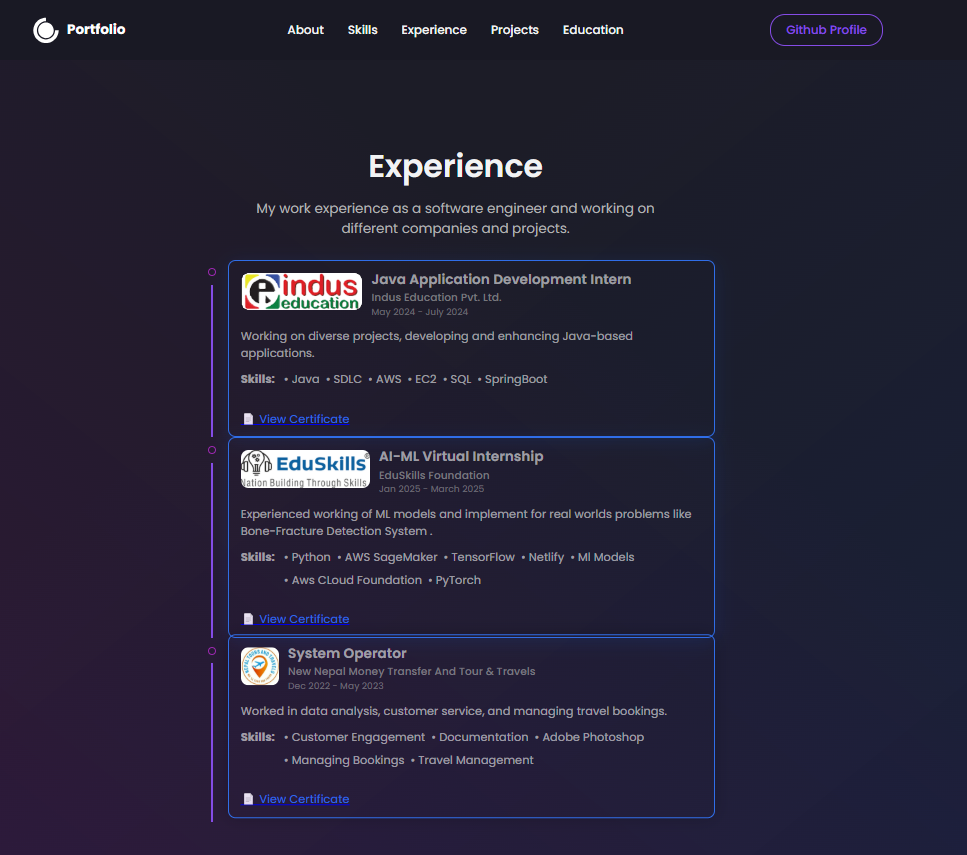 Portfolio
About Skills Experience Projects Education
Github Profile
Experience
My work experience as a software engineer and working on
different companies and projects.
e indus
education
Java Application Development Intern
Indus Education Pvt. Ltd.
May 2024 - July 2024
Working on diverse projects, developing and enhancing Java-based
applications.
Skills: • Java • SDLC • AWS • EC2 • SQL • SpringBoot
View Certificate
EduSkills®
Nation Building Through Skills
AI-ML Virtual Internship
EduSkills Foundation
Jan 2025 - March 2025
Experienced working of ML models and implement for real worlds problems like
Bone-Fracture Detection System .
Skills: • Python • AWS SageMaker • TensorFlow • Netlify • Ml Models
• Aws CLoud Foundation • PyTorch
View Certificate
System Operator
New Nepal Money Transfer And Tour & Travels
Dec 2022 - May 2023
Worked in data analysis, customer service, and managing travel bookings.
Skills: • Customer Engagement • Documentation • Adobe Photoshop
• Managing Bookings • Travel Management
View Certificate